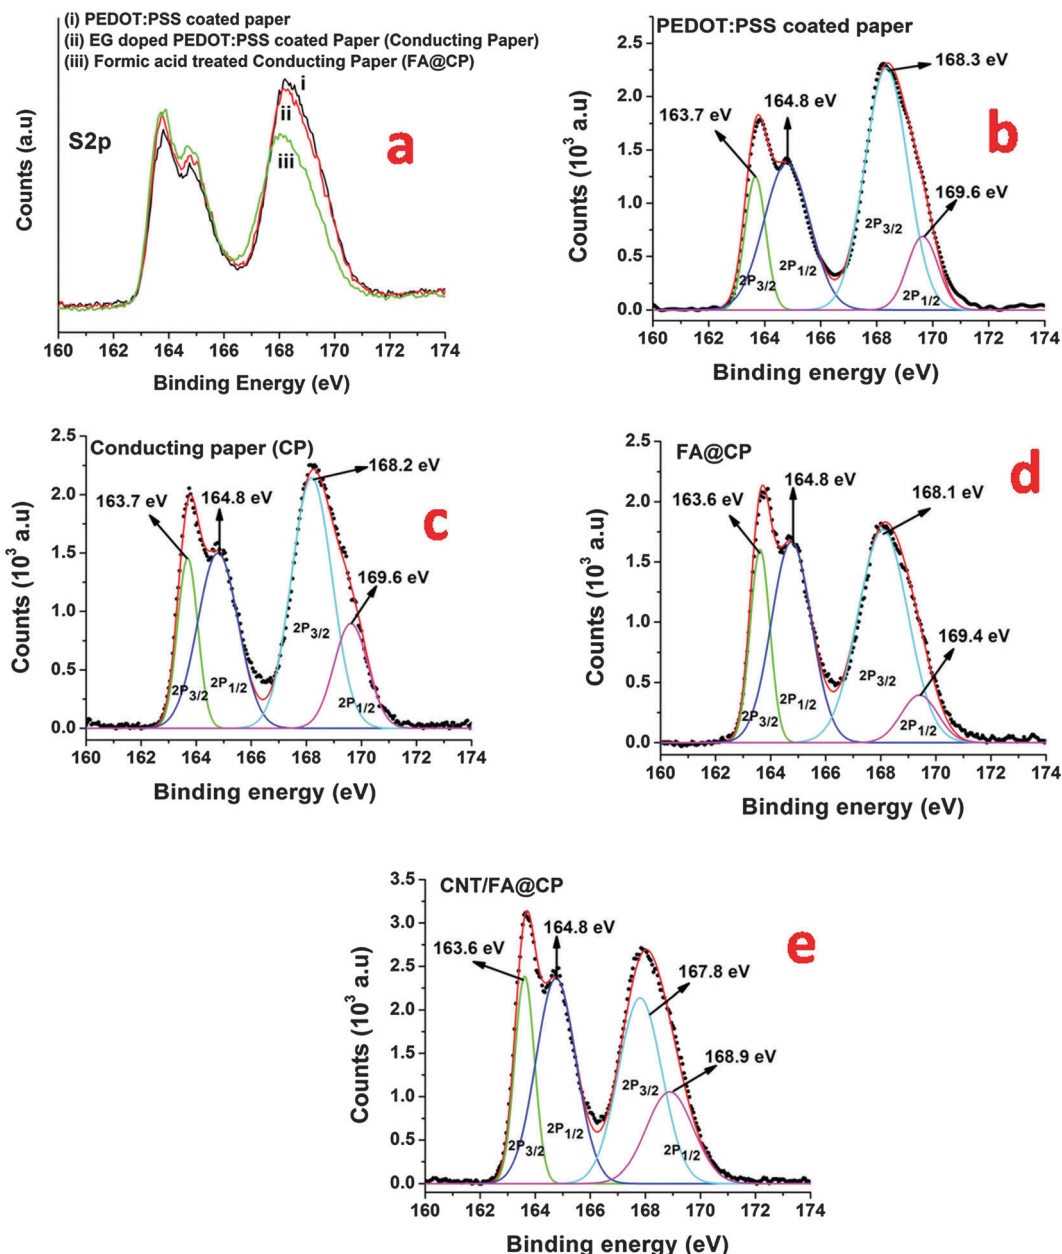 (i) PEDOT:PSS coated paper
(ii) EG doped PEDOT:PSS coated Paper (Conducting Paper)
(iii) Formic acid treated Conducting Paper (FA@CP)
S2p
i
ii
iii
a
Counts (a.u)
160 162 164 166 168 170 172 174
Binding Energy (eV)
PEDOT:PSS coated paper
b
2.5
2.0
1.5
1.0
0.5
0.0
Counts (10³ a.u)
163.7 eV
164.8 eV
168.3 eV
169.6 eV
2P3/2
2P1/2
2P3/2
2P1/2
160 162 164 166 168 170 172 174
Binding energy (eV)
Conducting paper (CP)
c
2.5
2.0
1.5
1.0
0.5
0.0
Counts (10³ a.u)
163.7 eV
164.8 eV
168.2 eV
169.6 eV
2P3/2
2P1/2
2P3/2
2P1/2
160 162 164 166 168 170 172 174
Binding energy (eV)
FA@CP
d
2.5
2.0
1.5
1.0
0.5
0.0
Counts (10³ a.u)
163.6 eV
164.8 eV
168.1 eV
169.4 eV
2P3/2
2P1/2
2P3/2
2P1/2
160 162 164 166 168 170 172 174
Binding energy (eV)
CNT/FA@CP
e
3.5
3.0
2.5
2.0
1.5
1.0
0.5
0.0
Counts (10³ a.u)
163.6 eV
164.8 eV
167.8 eV
168.9 eV
2P3/2
2P1/2
2P3/2
2P1/2
160 162 164 166 168 170 172 174
Binding energy (eV)